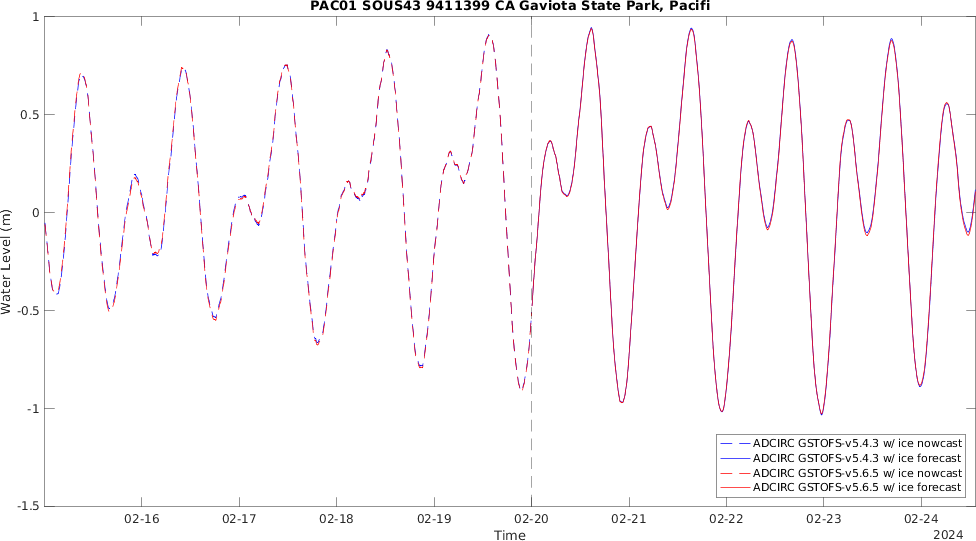 PAC01 SOUS43 9411399 CA Gaviota State Park, Pacifi
1
0.5
0
-0.5
-1
-1.5
Water Level (m)
ADCIRC GSTOFS-v5.4.3 w/ ice nowcast
ADCIRC GSTOFS-v5.4.3 w/ ice forecast
ADCIRC GSTOFS-v5.6.5 w/ ice nowcast
ADCIRC GSTOFS-v5.6.5 w/ ice forecast
02-16 02-17 02-18 02-19 02-20 02-21 02-22 02-23 02-24
Time
2024